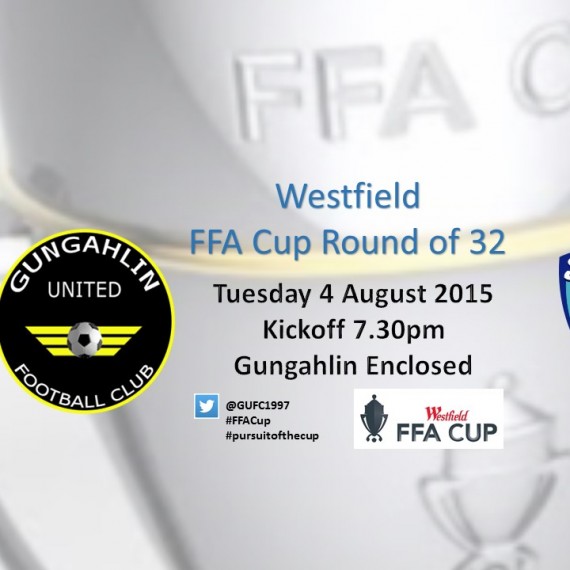 FFA C
Westfield
FFA Cup Round of 32
GUNGAHLIN
UNITED
FOOTBALL CLUB
Tuesday 4 August 2015
Kickoff 7.30pm
Gungahlin Enclosed
@GUFC1997
#FFACup
#pursuitofthecup
Westfield
FFA CUP